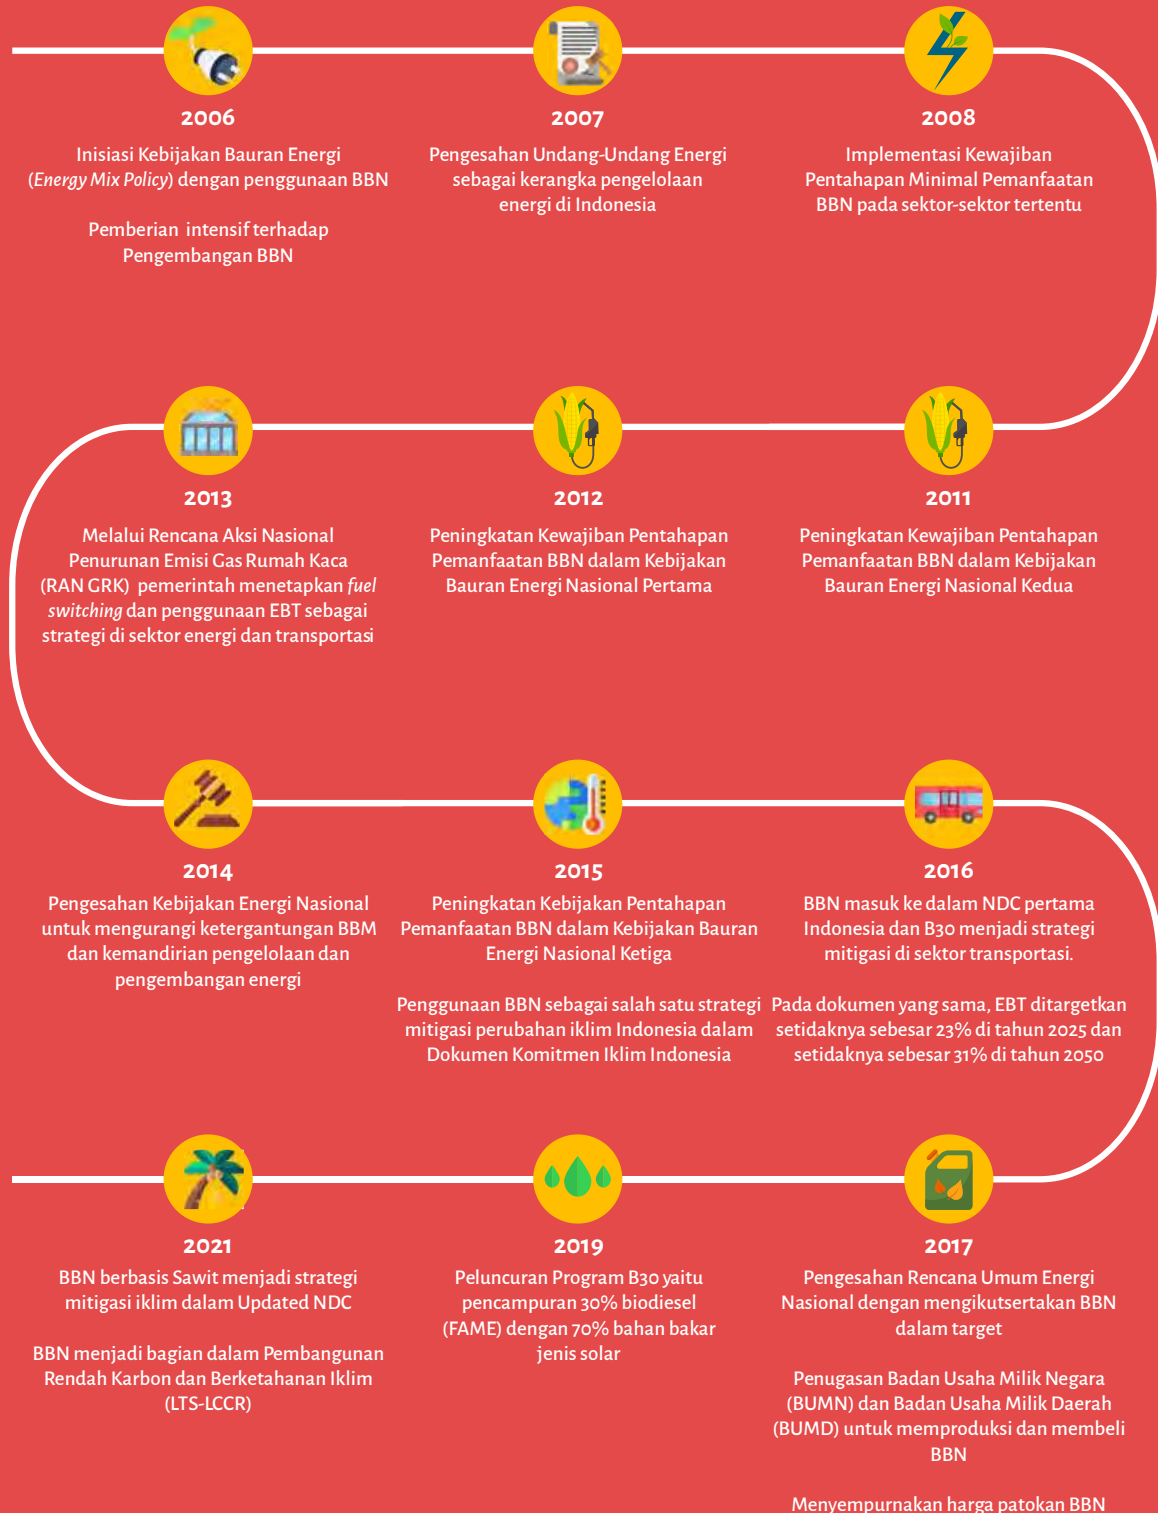 2006
Inisiasi Kebijakan Bauran Energi
(Energy Mix Policy) dengan penggunaan BBN
Pemberian intensif terhadap
Pengembangan BBN
2007
Pengesahan Undang-Undang Energi
sebagai kerangka pengelolaan
energi di Indonesia
2008
Implementasi Kewajiban
Pentahapan Minimal Pemanfaatan
BBN pada sektor-sektor tertentu
2011
Peningkatan Kewajiban Pentahapan
Pemanfaatan BBN dalam Kebijakan
Bauran Energi Nasional Kedua
2012
Peningkatan Kewajiban Pentahapan
Pemanfaatan BBN dalam Kebijakan
Bauran Energi Nasional Pertama
2013
Melalui Rencana Aksi Nasional
Penurunan Emisi Gas Rumah Kaca
(RAN GRK) pemerintah menetapkan fuel
switching dan penggunaan EBT sebagai
strategi di sektor energi dan transportasi
2014
Pengesahan Kebijakan Energi Nasional
untuk mengurangi ketergantungan BBM
dan kemandirian pengelolaan dan
pengembangan energi
2015
Peningkatan Kebijakan Pentahapan
Pemanfaatan BBN dalam Kebijakan Bauran
Energi Nasional Ketiga
Penggunaan BBN sebagai salah satu strategi
mitigasi perubahan iklim Indonesia dalam
Dokumen Komitmen Iklim Indonesia
2016
BBN masuk ke dalam NDC pertama
Indonesia dan B30 menjadi strategi
mitigasi di sektor transportasi.
Pada dokumen yang sama, EBT ditargetkan
setidaknya sebesar 23% di tahun 2025 dan
setidaknya sebesar 31% di tahun 2050
2017
Pengesahan Rencana Umum Energi
Nasional dengan mengikutsertakan BBN
dalam target
Penugasan Badan Usaha Milik Negara
(BUMN) dan Badan Usaha Milik Daerah
(BUMD) untuk memproduksi dan membeli
BBN
Menyempurnakan harga patokan BBN
2019
Peluncuran Program B30 yaitu
pencampuran 30% biodiesel
(FAME) dengan 70% bahan bakar
jenis solar
2021
BBN berbasis Sawit menjadi strategi
mitigasi iklim dalam Updated NDC
BBN menjadi bagian dalam Pembangunan
Rendah Karbon dan Berketahanan Iklim
(LTS-LCCR)